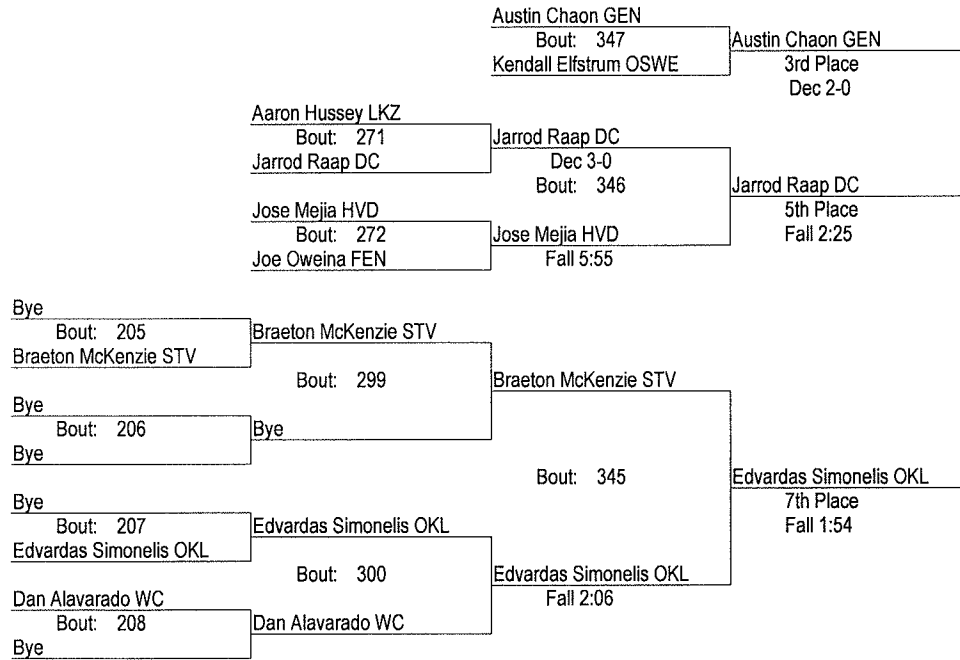 Austin Chaon GEN
Bout: 347
Kendall Elfstrum OSWE
Austin Chaon GEN
3rd Place
Dec 2-0
Aaron Hussey LKZ
Bout: 271
Jarrod Raap DC
Jarrod Raap DC
Dec 3-0
Bout: 346
Jose Mejia HVD
Bout: 272
Joe Oweina FEN
Jose Mejia HVD
Fall 5:55
Jarrod Raap DC
5th Place
Fall 2:25
Bye
Bout: 205
Braeton McKenzie STV
Braeton McKenzie STV
Bout: 299
Bye
Bout: 206
Bye
Bye
Braeton McKenzie STV
Bout: 345
Bye
Bout: 207
Edvardas Simonelis OKL
Edvardas Simonelis OKL
Bout: 300
Dan Alavarado WC
Bout: 208
Bye
Dan Alavarado WC
Edvardas Simonelis OKL
Fall 2:06
Edvardas Simonelis OKL
7th Place
Fall 1:54